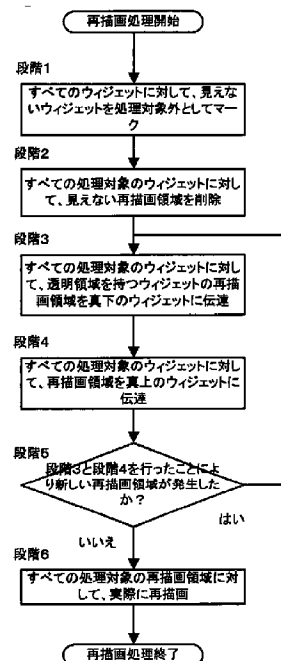 再描画処理開始
段階1
すべてのウィジェットに対して、見えな
いウィジェットを処理対象外としてマー
ク
段階2
すべての処理対象のウィジェットに対し
て、見えない再描画領域を削除
段階3
すべての処理対象のウィジェットに対し
て、透明領域を持つウィジェットの再描
画領域を真下のウィジェットに伝達
段階4
すべての処理対象のウィジェットに対し
て、再描画領域を真上のウィジェットに
伝達
段階5
段階3と段階4を行ったことによ
り新しい再描画領域が発生した
か？
はい
いいえ
段階6
すべての処理対象の再描画領域に対
して、実際に再描画
再描画処理終了